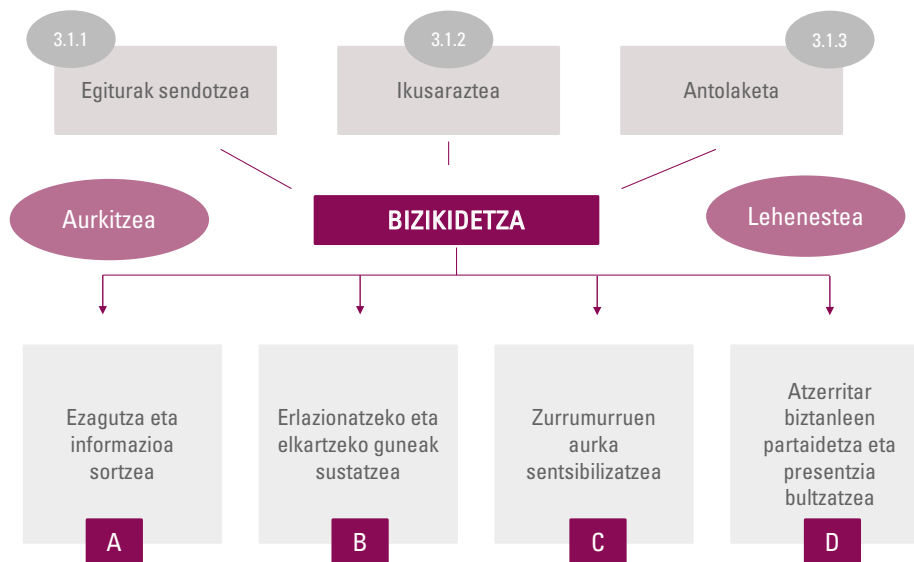 3.1.1
Egiturak sendotzea
3.1.2
Ikusaraztea
3.1.3
Antolaketa
Aurkitzea
BIZIKIDETZA
Lehenestea
Ezagutza eta
informazioa
sortzea
A
Erlazionatzeko eta
elkartzeko guneak
sustatzea
B
Zurrumurruen
aurka
sentsibilizatzea
C
Atzerritar
biztanleen
partaidetza eta
presentzia
bultzatzea
D